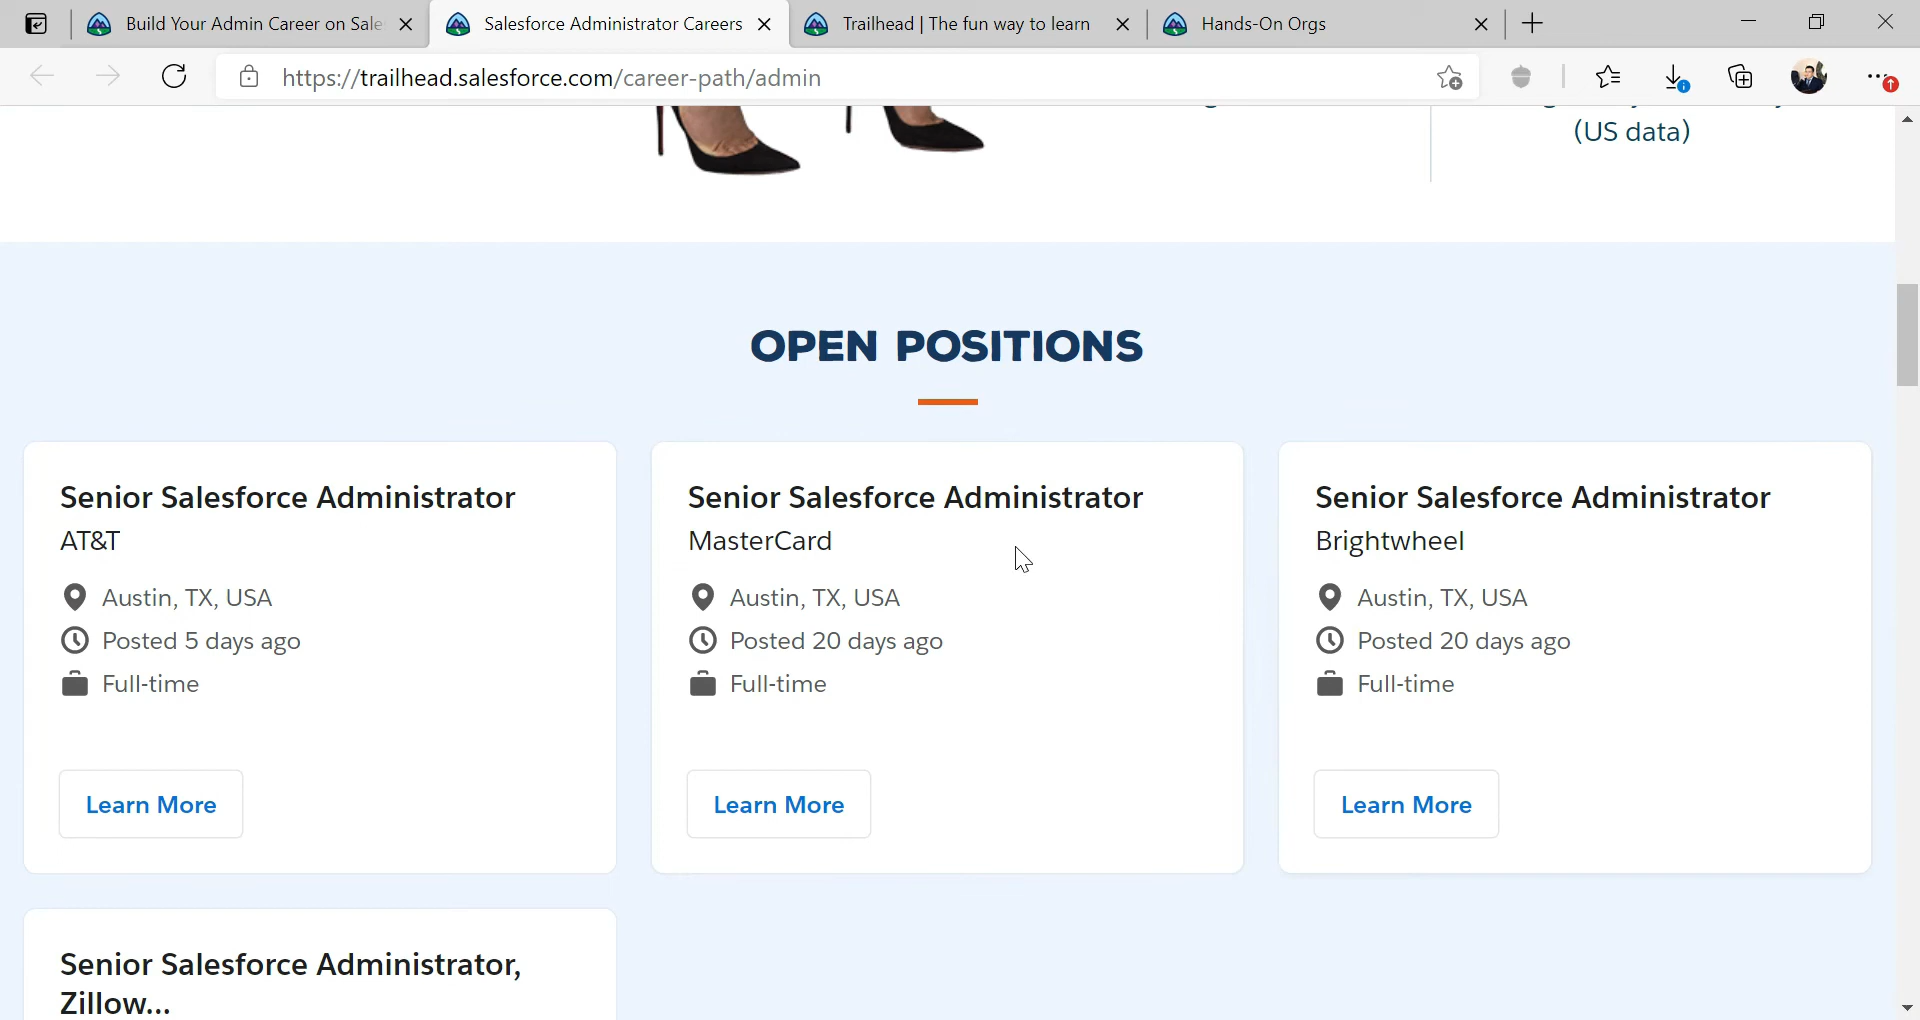 Build Your Admin Career on Sale
Salesforce Administrator Careers
Trailhead | The fun way to learn
Hands-On Orgs
https://trailhead.salesforce.com/career-path/admin
(US data)
OPEN POSITIONS
Senior Salesforce Administrator
AT&T
Austin, TX, USA
Posted 5 days ago
Full-time
Learn More
Senior Salesforce Administrator
MasterCard
Austin, TX, USA
Posted 20 days ago
Full-time
Learn More
Senior Salesforce Administrator
Brightwheel
Austin, TX, USA
Posted 20 days ago
Full-time
Learn More
Senior Salesforce Administrator,
Zillow...